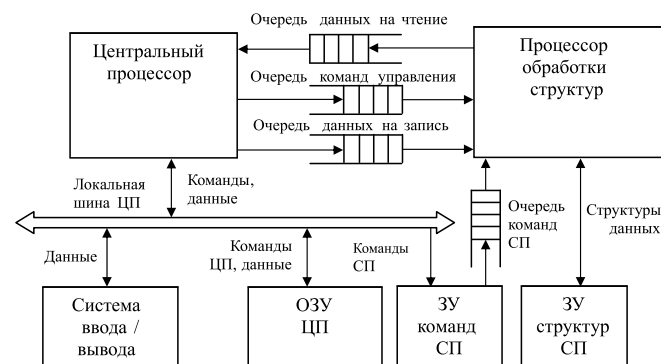 Очередь данных на чтение
Центральный
процессор
Процессор
обработки
структур
Очередь команд управления
Очередь данных на запись
Локальная
шина ЦП
Команды,
данные
Очередь
команд
СП
Структуры
данных
Данные
Команды
ЦП, данные
Команды
СП
Система
ввода /
вывода
ОЗУ
ЦП
ЗУ
команд
СП
ЗУ
структур
СП